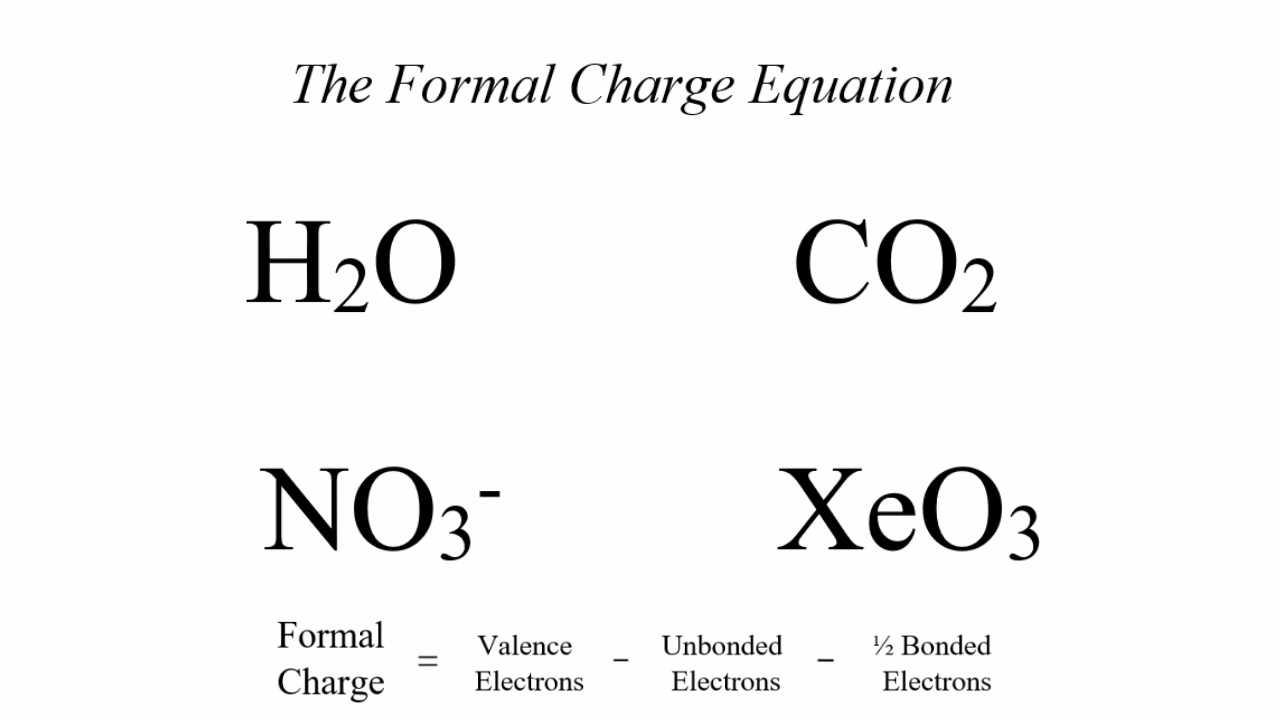 The Formal Charge Equation
H₂O CO₂
NO₃⁻ XeO₃
Formal Charge = Valence Electrons − Unbonded Electrons − ½ Bonded Electrons